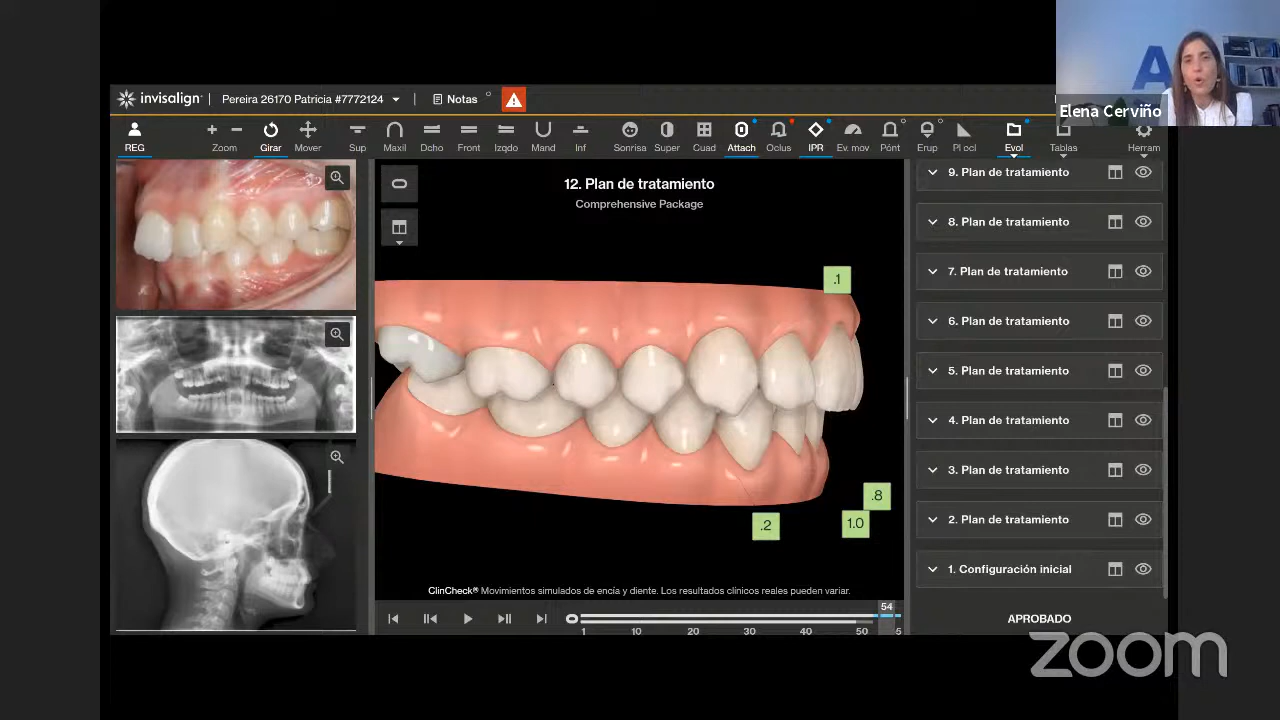 Elena Cerviño
invisalign
Pereira 26170 Patricia #7772124
Notas
REG
Zoom
Girar
Mover
Sup
Maxil
Dcho
Front
Izqdo
Mand
Inf
Sonrisa
Super
Cuad
Attach
Oclus
IPR
Ev. mov
Pónt
Erup
Pl ocl
Evol
Tablas
Herram
12. Plan de tratamiento
Comprehensive Package
.1
.8
.2
1.0
ClinCheck® Movimientos simulados de encía y diente. Los resultados clínicos reales pueden variar.
54
1 10 20 30 40 50 5
9. Plan de tratamiento
8. Plan de tratamiento
7. Plan de tratamiento
6. Plan de tratamiento
5. Plan de tratamiento
4. Plan de tratamiento
3. Plan de tratamiento
2. Plan de tratamiento
1. Configuración inicial
APROBADO
zoom